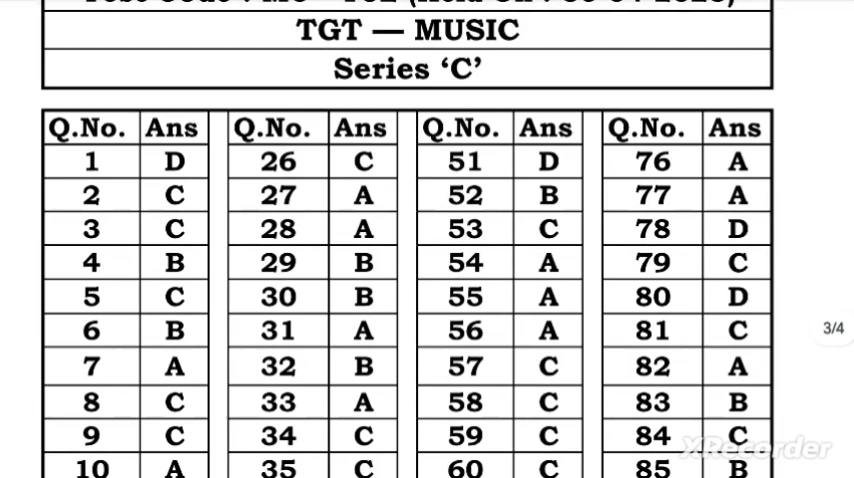 TGT — MUSIC
Series ‘C’
Q.No. Ans Q.No. Ans Q.No. Ans Q.No. Ans
1 D 26 C 51 D 76 A
2 C 27 A 52 B 77 A
3 C 28 A 53 C 78 D
4 B 29 B 54 A 79 C
5 C 30 B 55 A 80 D
6 B 31 A 56 A 81 C
3/4
7 A 32 B 57 C 82 A
8 C 33 A 58 C 83 B
9 C 34 C 59 C 84 C
XRecorder
10 A 35 C 60 C 85 B